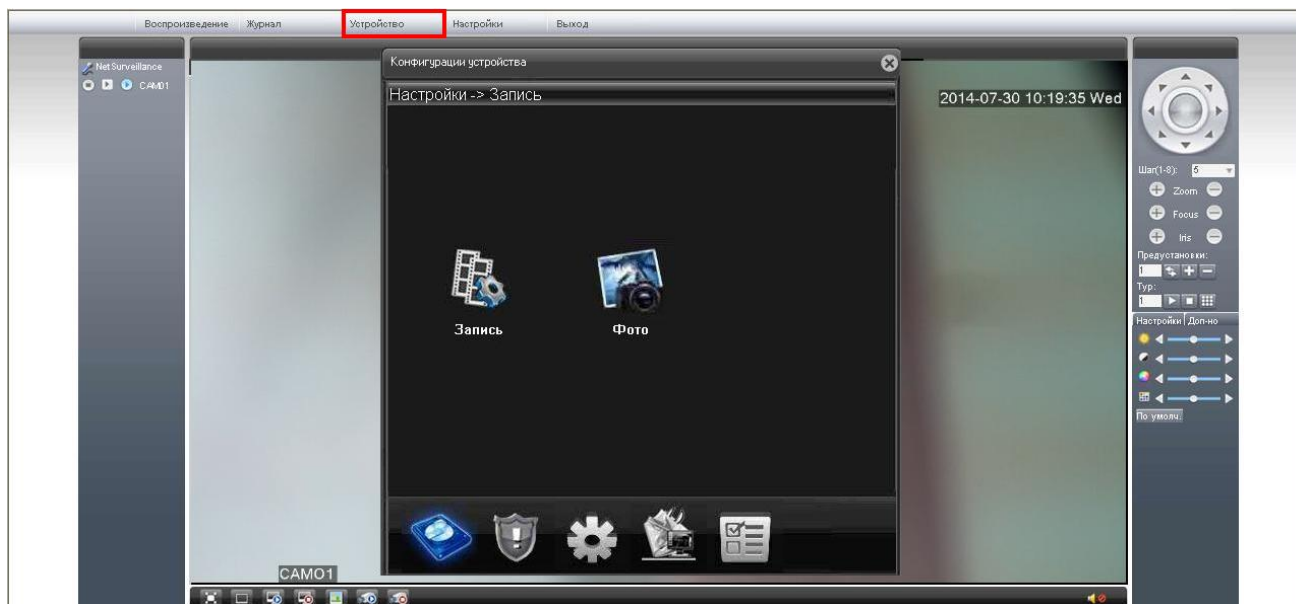 Воспроизведение Журнал Устройство Настройки Выход
Net Surveillance
CAM01
Конфигурации устройства
Настройки -> Запись
2014-07-30 10:19:35 Wed
Запись Фото
CAM01
Шаг(1-8): 5
Zoom
Focus
Iris
Предустановки:
1
Тур:
1
Настройки Доп-но
По умолч.